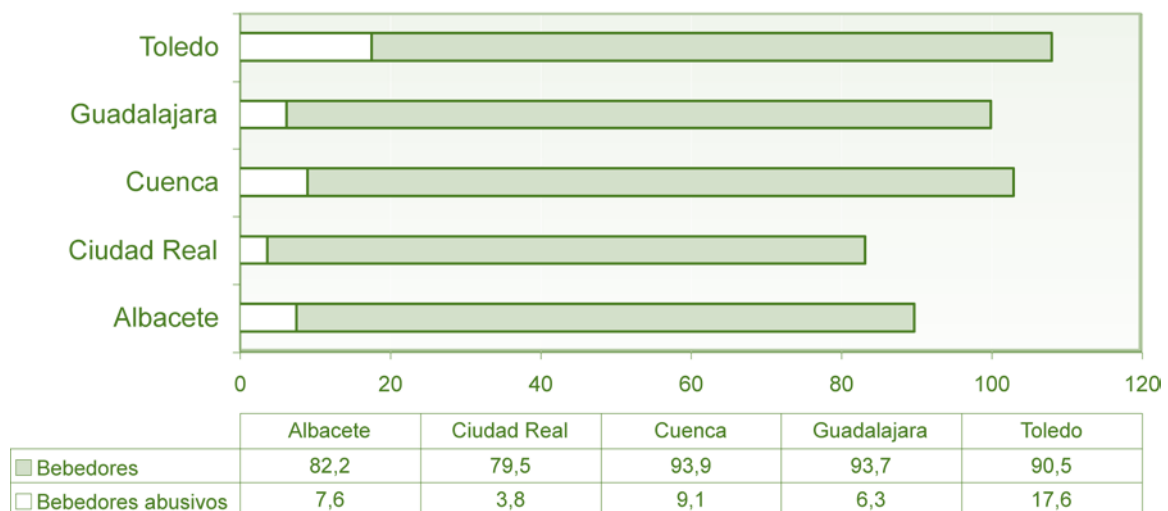 Toledo
Guadalajara
Cuenca
Ciudad Real
Albacete
0 20 40 60 80 100 120
Albacete Ciudad Real Cuenca Guadalajara Toledo
Bebedores 82,2 79,5 93,9 93,7 90,5
Bebedores abusivos 7,6 3,8 9,1 6,3 17,6